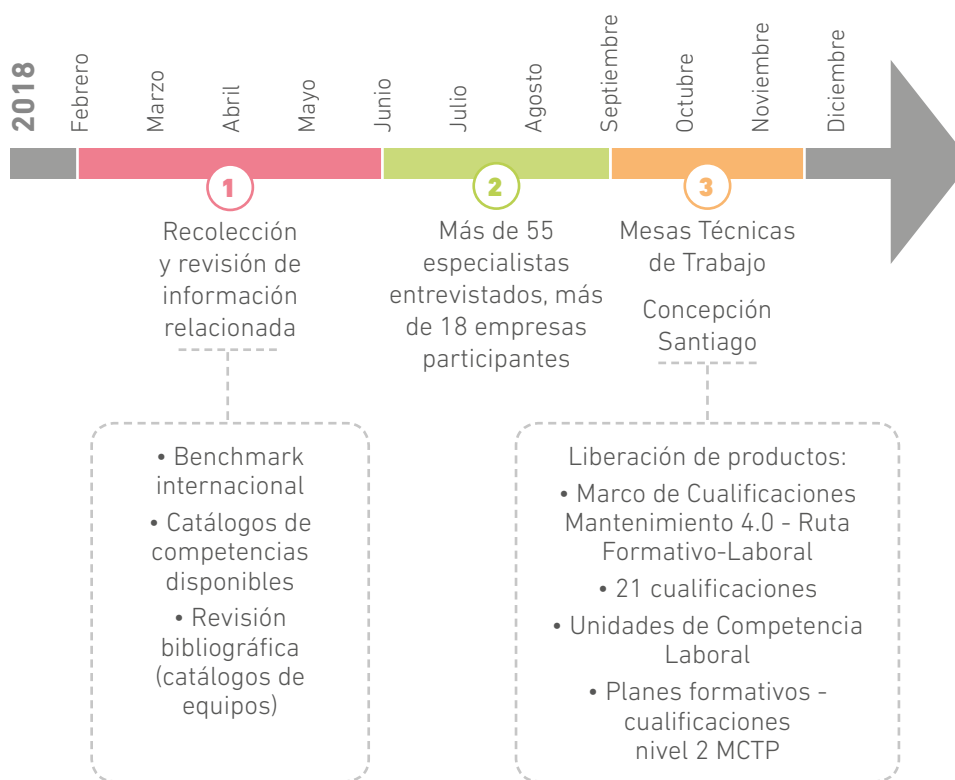 2018
Febrero
Marzo
Abril
Mayo
Junio
Julio
Agosto
Septiembre
Octubre
Noviembre
Diciembre
1
Recolección
y revisión de
información
relacionada
2
Más de 55
especialistas
entrevistados, más
de 18 empresas
participantes
3
Mesas Técnicas
de Trabajo
Concepción
Santiago
• Benchmark
internacional
• Catálogos de
competencias
disponibles
• Revisión
bibliográfica
(catálogos de
equipos)
Liberación de productos:
• Marco de Cualificaciones
Mantenimiento 4.0 - Ruta
Formativo-Laboral
• 21 cualificaciones
• Unidades de Competencia
Laboral
• Planes formativos -
cualificaciones
nivel 2 MCTP